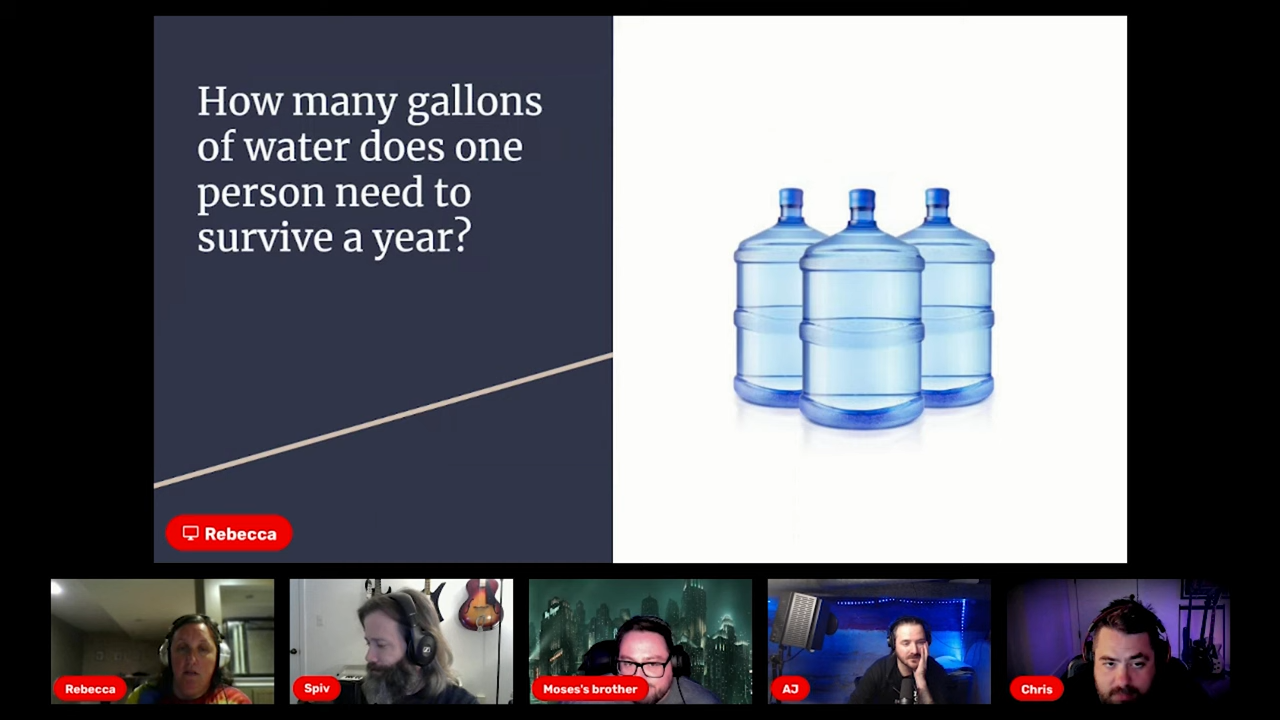 How many gallons
of water does one
person need to
survive a year?
Rebecca
Rebecca
Spiv
Moses's brother
AJ
Chris